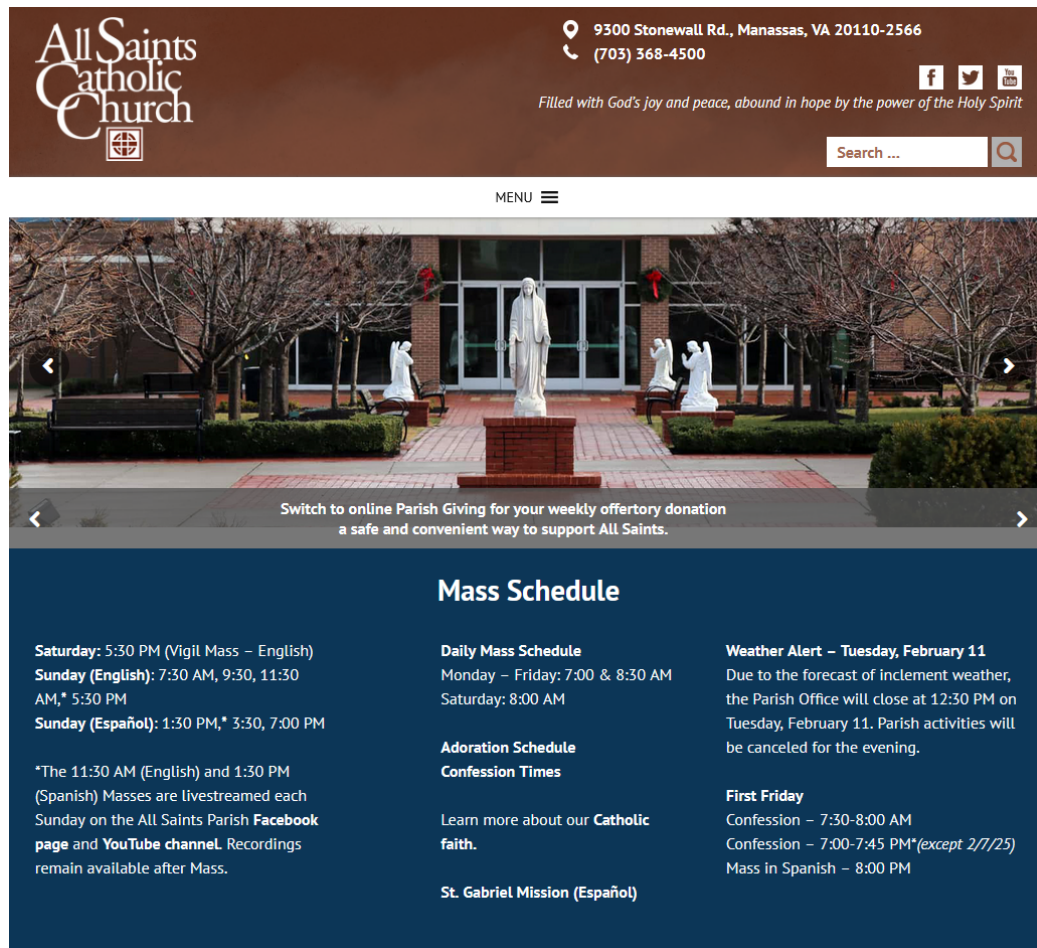 All Saints
Catholic
Church
9300 Stonewall Rd., Manassas, VA 20110-2566
(703) 368-4500
f
You
Tube
Filled with God's joy and peace, abound in hope by the power of the Holy Spirit
Search ...
MENU
Switch to online Parish Giving for your weekly offertory donation
a safe and convenient way to support All Saints.
Mass Schedule
Saturday: 5:30 PM (Vigil Mass – English)
Sunday (English): 7:30 AM, 9:30, 11:30
AM,* 5:30 PM
Sunday (Español): 1:30 PM,* 3:30, 7:00 PM
*The 11:30 AM (English) and 1:30 PM
(Spanish) Masses are livestreamed each
Sunday on the All Saints Parish Facebook
page and YouTube channel. Recordings
remain available after Mass.
Daily Mass Schedule
Monday – Friday: 7:00 & 8:30 AM
Saturday: 8:00 AM
Adoration Schedule
Confession Times
Learn more about our Catholic
faith.
St. Gabriel Mission (Español)
Weather Alert – Tuesday, February 11
Due to the forecast of inclement weather,
the Parish Office will close at 12:30 PM on
Tuesday, February 11. Parish activities will
be canceled for the evening.
First Friday
Confession – 7:30-8:00 AM
Confession – 7:00-7:45 PM*(except 2/7/25)
Mass in Spanish – 8:00 PM